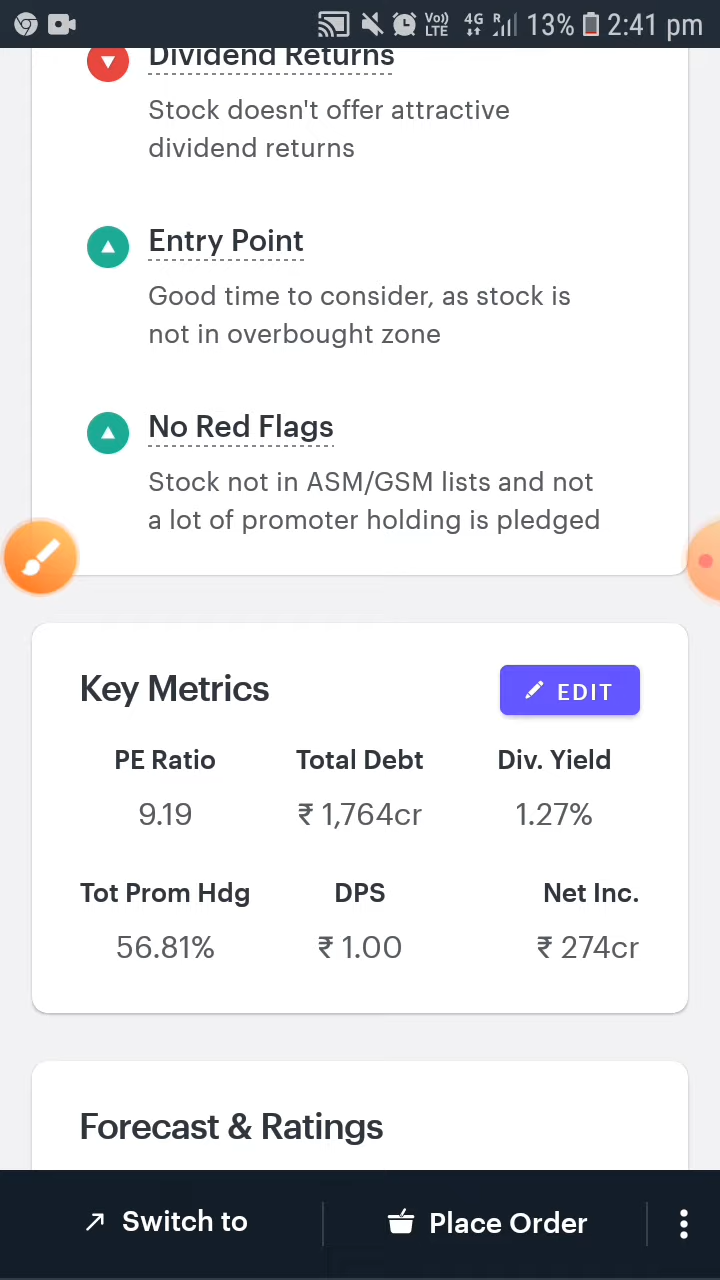 Vo))
LTE
4G
R
13%
2:41 pm
Dividend Returns
Stock doesn't offer attractive
dividend returns
Entry Point
Good time to consider, as stock is
not in overbought zone
No Red Flags
Stock not in ASM/GSM lists and not
a lot of promoter holding is pledged
Key Metrics
EDIT
PE Ratio Total Debt Div. Yield
9.19 ₹ 1,764cr 1.27%
Tot Prom Hdg DPS Net Inc.
56.81% ₹ 1.00 ₹ 274cr
Forecast & Ratings
Switch to Place Order